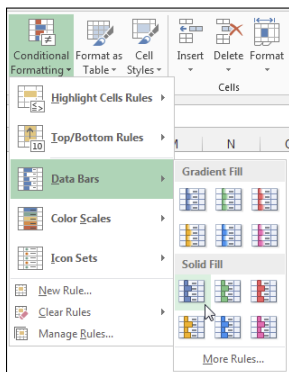 Conditional Format as Cell Insert Delete Format
Formatting Table Styles
Cells
Highlight Cells Rules
Top/Bottom Rules
10
M N
Data Bars
Gradient Fill
Color Scales
Solid Fill
Icon Sets
New Rule...
Clear Rules
Manage Rules...
More Rules...